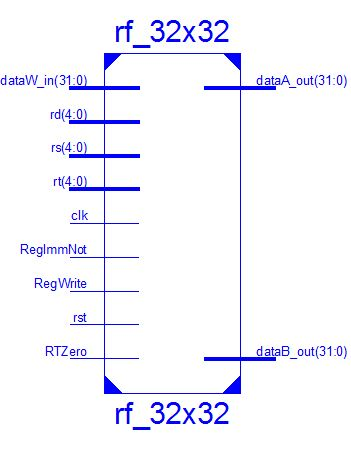 rf_32x32
dataW_in(31:0) dataA_out(31:0)
rd(4:0)
rs(4:0)
rt(4:0)
clk
RegImmNot
RegWrite
rst
RTZero dataB_out(31:0)
rf_32x32